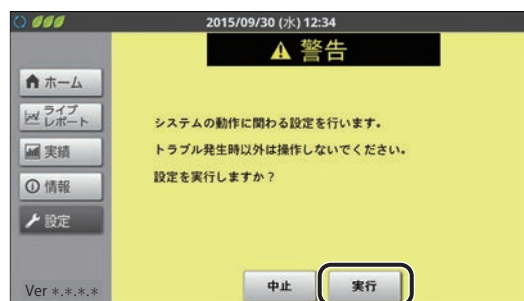 2015/09/30 (水) 12:34
警告
ホーム
ライブ
レポート
実績
情報
設定
システムの動作に関わる設定を行います。
トラブル発生時以外は操作しないでください。
設定を実行しますか？
中止
実行
Ver *.*.*.*